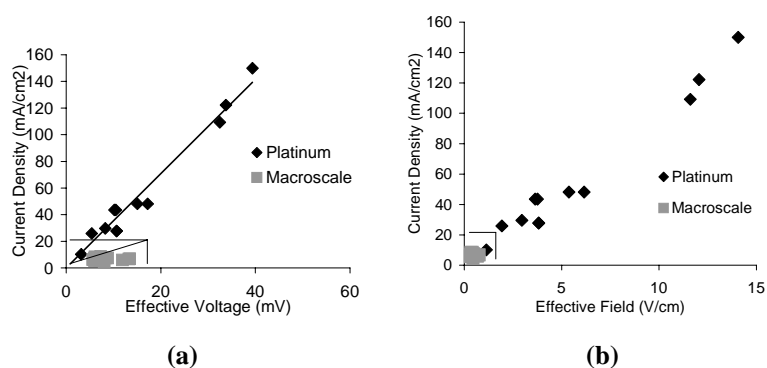 160
140
120
100
80
60
40
20
0
Current Density (mA/cm2)
0 20 40 60
Effective Voltage (mV)
Platinum
Macroscale
(a)
160
140
120
100
80
60
40
20
0
Current Density (mA/cm2)
0 5 10 15
Effective Field (V/cm)
Platinum
Macroscale
(b)